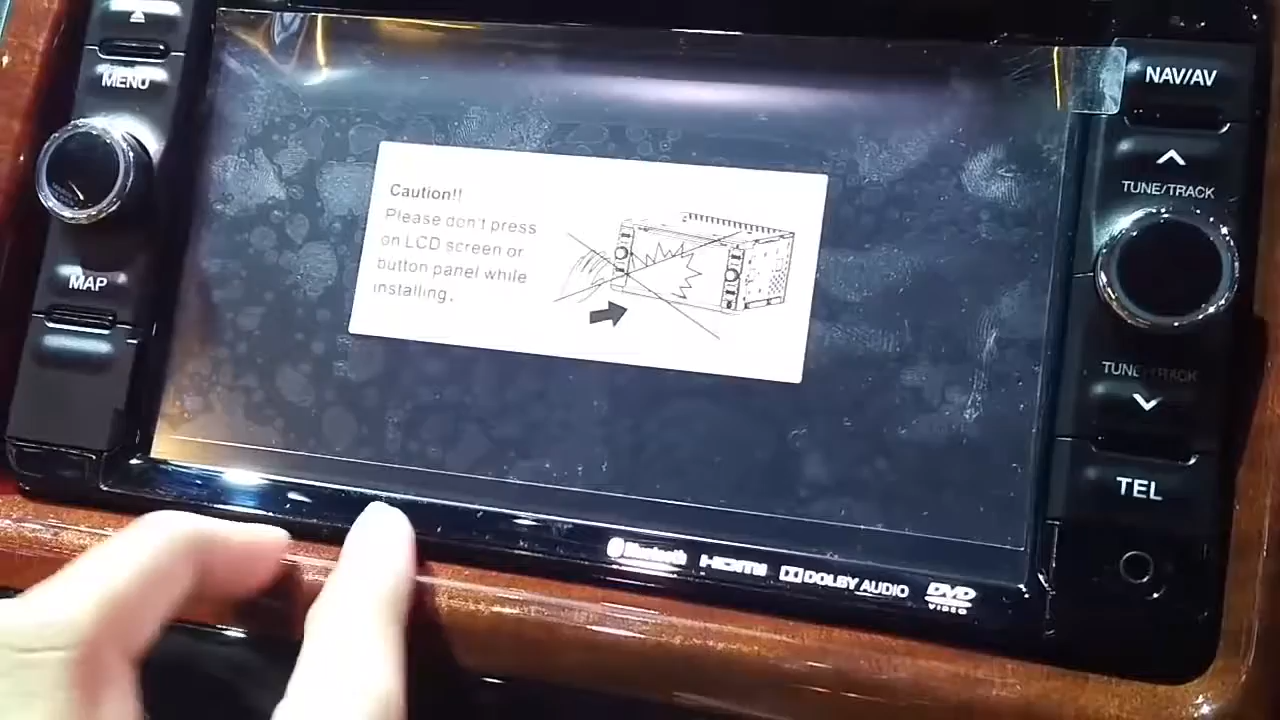 MENU
MAP
Caution!!
Please don't press
on LCD screen or
button panel while
installing.
NAV/AV
TUNE/TRACK
TUNE/TRACK
TEL
Bluetooth
HDMI
DOLBY AUDIO
DVD
VIDEO